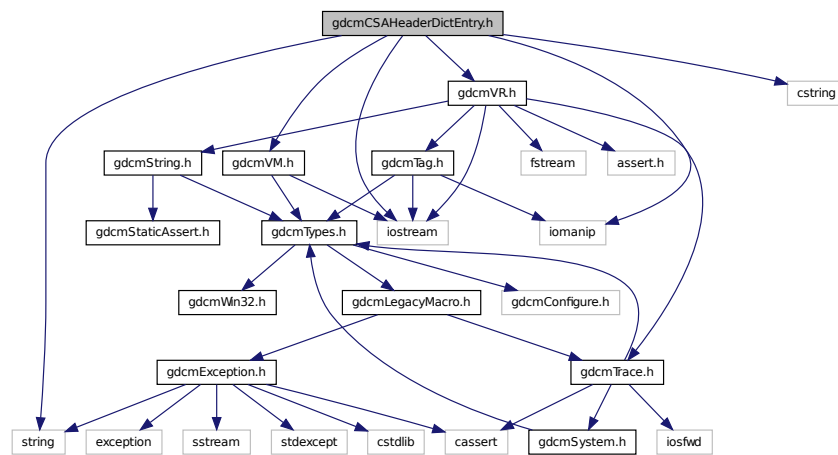 gdcmCSAHeaderDictEntry.h
gdcmVR.h
cstring
gdcmString.h
gdcmVM.h
gdcmTag.h
fstream
assert.h
gdcmStaticAssert.h
gdcmTypes.h
iostream
iomanip
gdcmWin32.h
gdcmLegacyMacro.h
gdcmConfigure.h
gdcmException.h
gdcmTrace.h
string
exception
sstream
stdexcept
cstdlib
cassert
gdcmSystem.h
iosfwd